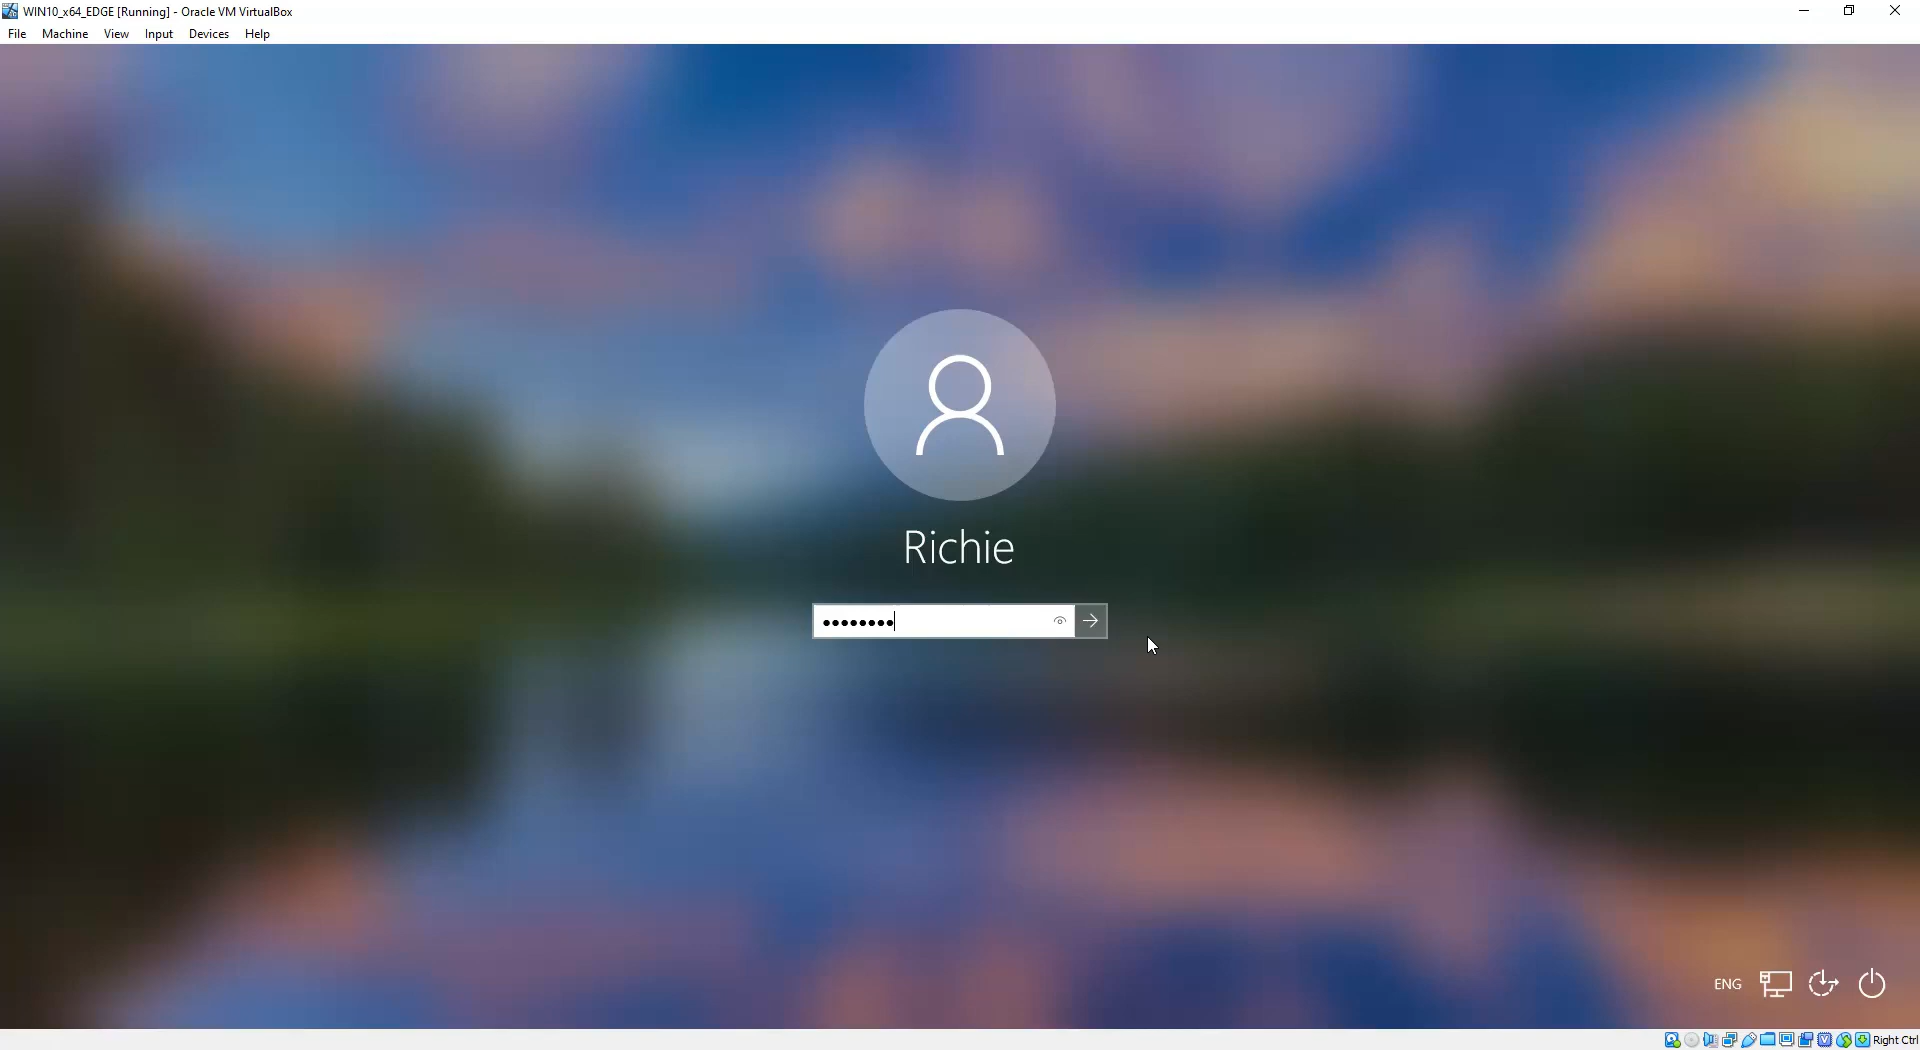 WIN10_x64_EDGE [Running] - Oracle VM VirtualBox
File Machine View Input Devices Help
Richie
••••••••
ENG
Right Ctrl